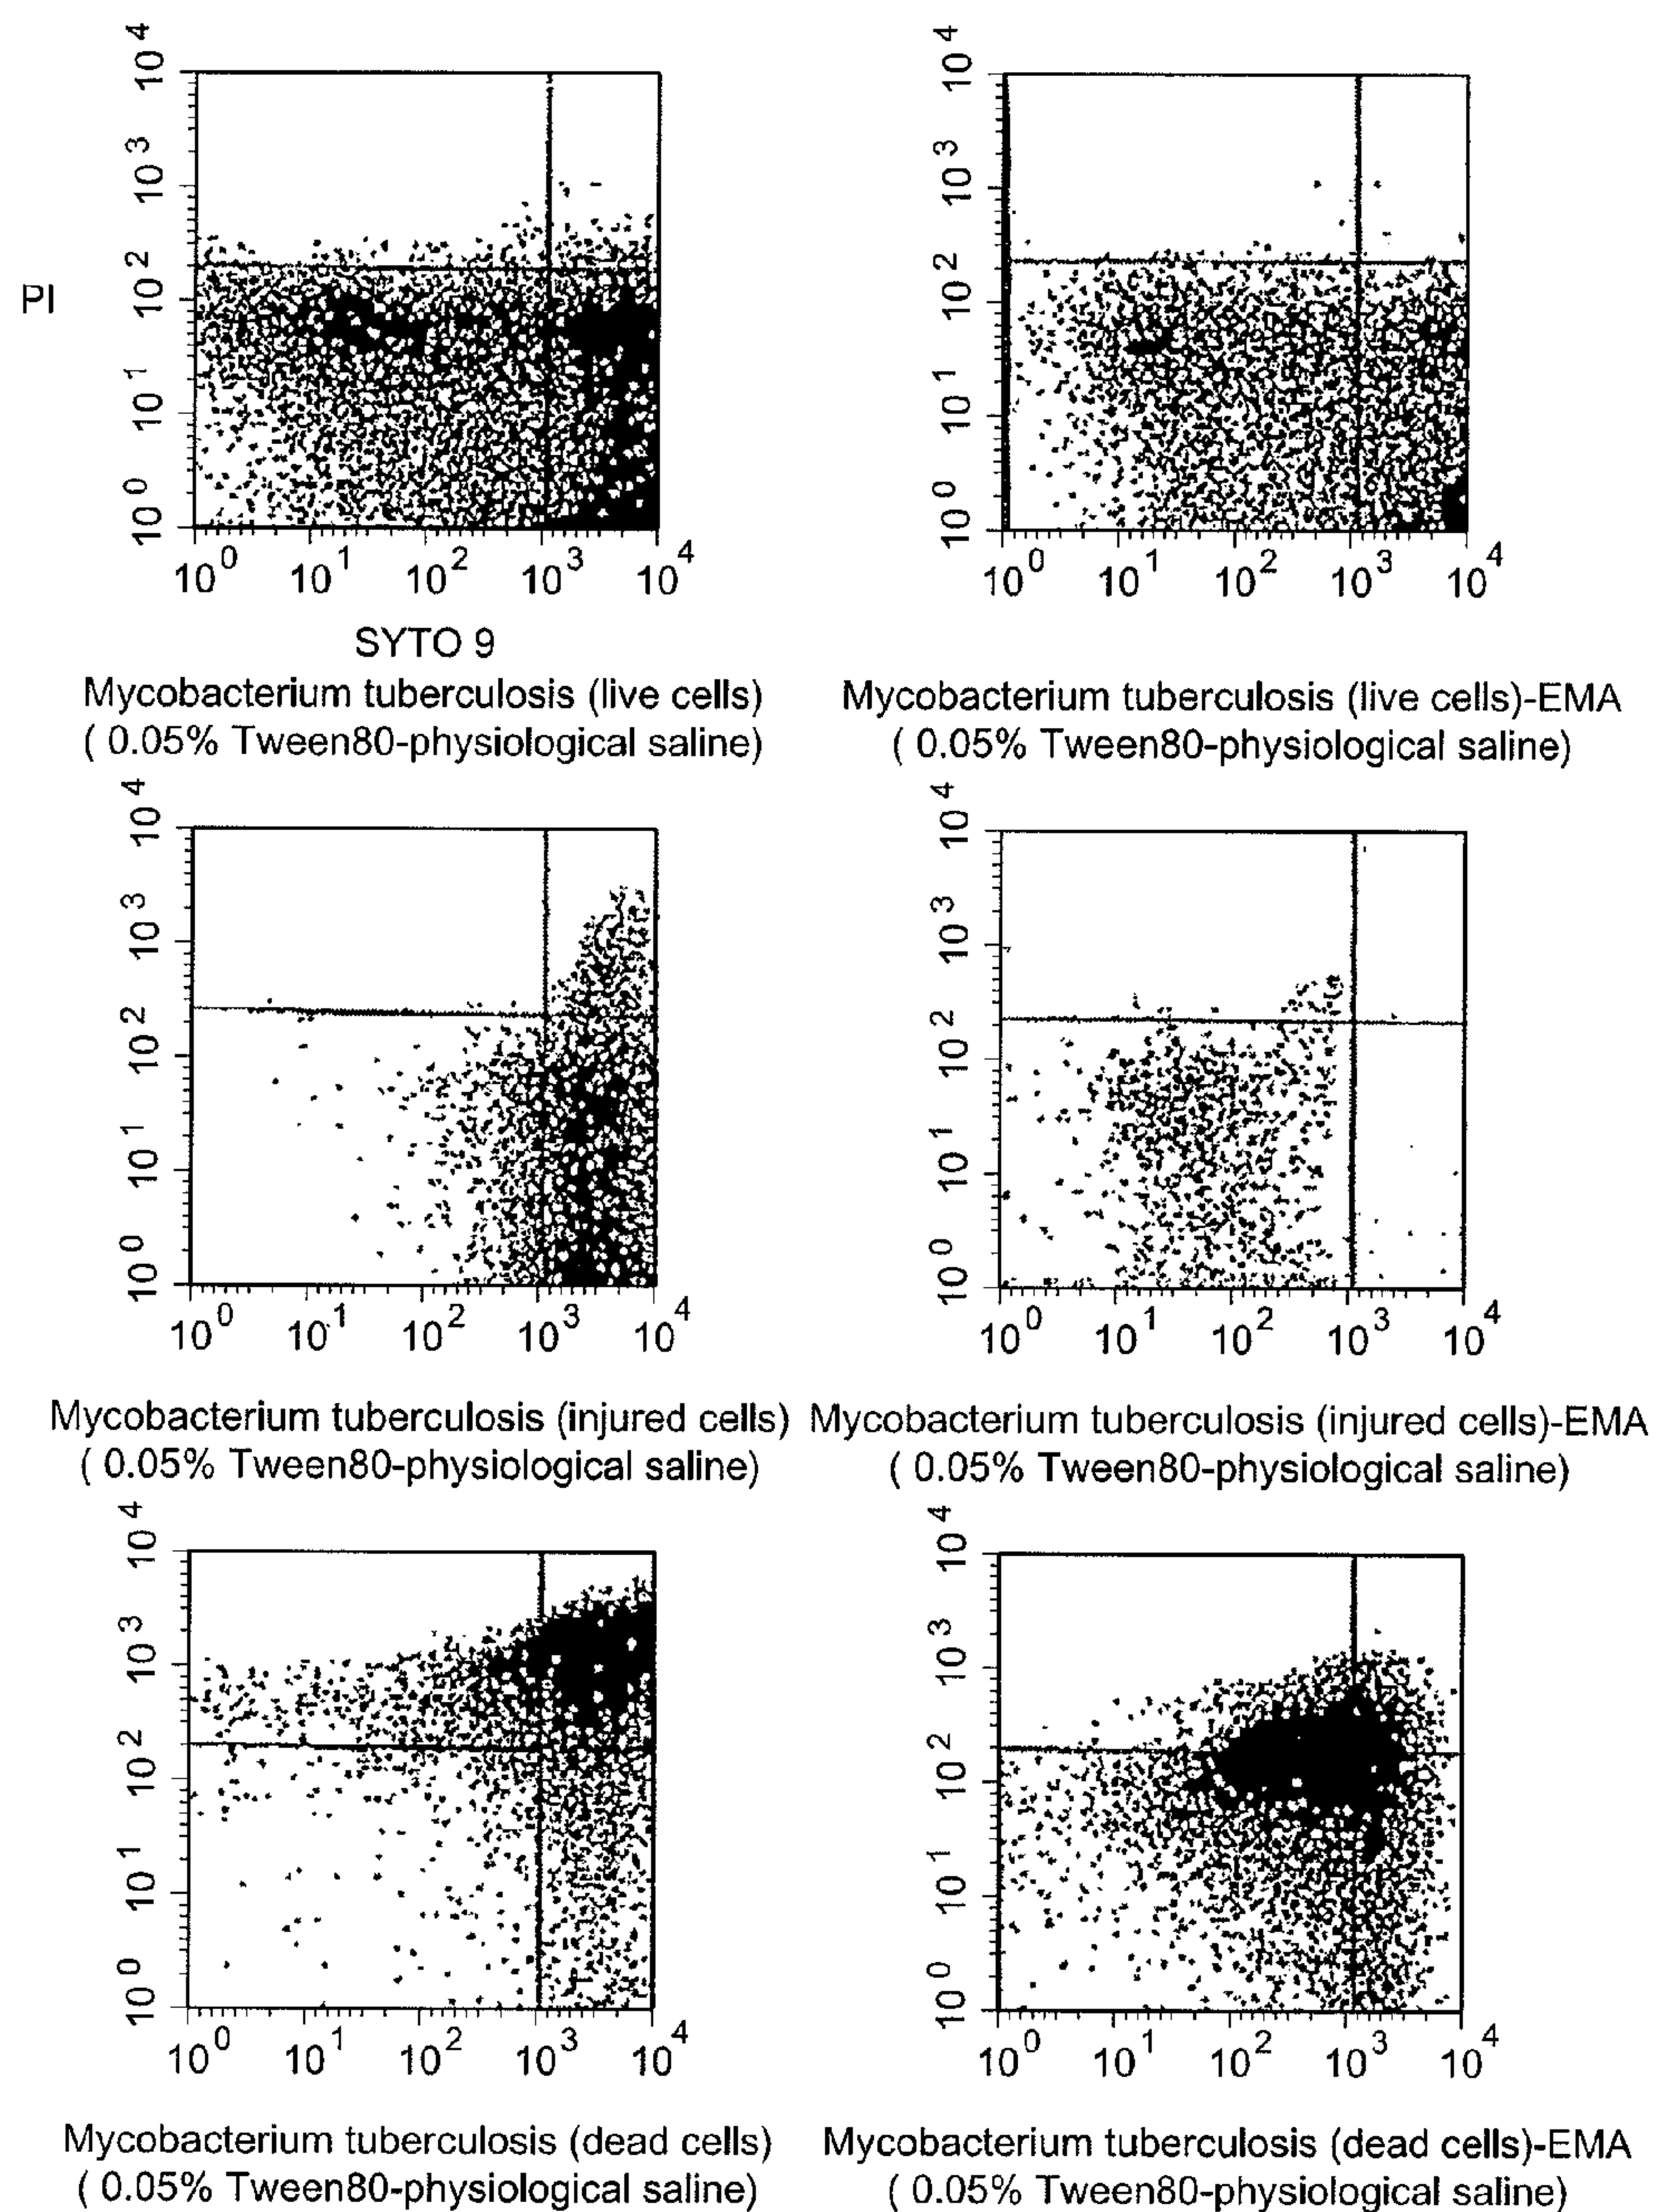 10^4 10^3 10^2 10^1 10^0
PI
10^0 10^1 10^2 10^3 10^4
SYTO 9
Mycobacterium tuberculosis (live cells)
( 0.05% Tween80-physiological saline)
10^4 10^3 10^2 10^1 10^0
10^0 10^1 10^2 10^3 10^4
Mycobacterium tuberculosis (live cells)-EMA
( 0.05% Tween80-physiological saline)
10^4 10^3 10^2 10^1 10^0
10^0 10^1 10^2 10^3 10^4
Mycobacterium tuberculosis (injured cells)
( 0.05% Tween80-physiological saline)
10^4 10^3 10^2 10^1 10^0
10^0 10^1 10^2 10^3 10^4
Mycobacterium tuberculosis (injured cells)-EMA
( 0.05% Tween80-physiological saline)
10^4 10^3 10^2 10^1 10^0
10^0 10^1 10^2 10^3 10^4
Mycobacterium tuberculosis (dead cells)
( 0.05% Tween80-physiological saline)
10^4 10^3 10^2 10^1 10^0
10^0 10^1 10^2 10^3 10^4
Mycobacterium tuberculosis (dead cells)-EMA
( 0.05% Tween80-physiological saline)